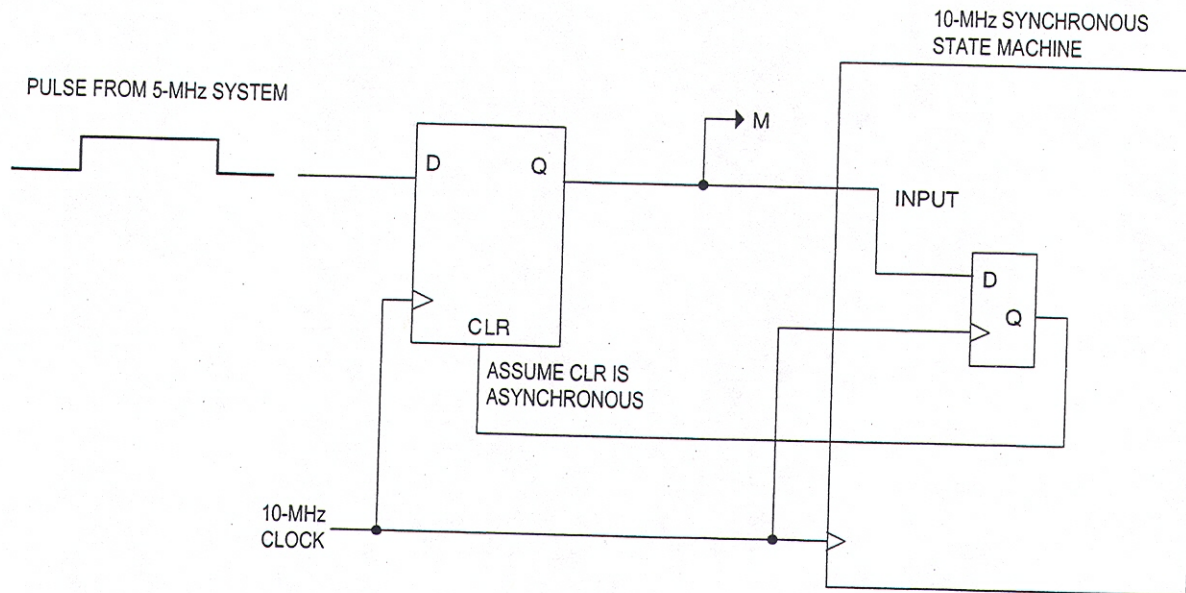 10-MHz SYNCHRONOUS
STATE MACHINE
PULSE FROM 5-MHz SYSTEM
M
D
Q
INPUT
D
Q
CLR
ASSUME CLR IS
ASYNCHRONOUS
10-MHz
CLOCK